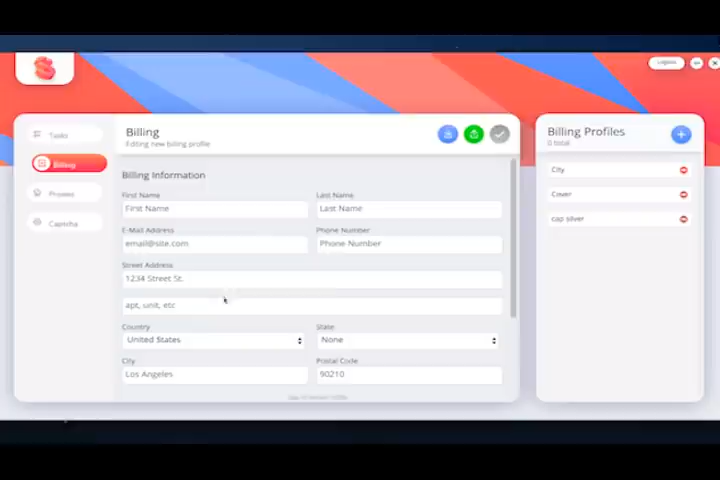 Logout
Billing
Editing new billing profile
Billing Profiles
0 total
Tasks
Billing
Proxies
Captcha
Billing Information
First Name
Last Name
First Name
Last Name
E-Mail Address
Phone Number
email@site.com
Phone Number
Street Address
1234 Street St.
apt, unit, etc
Country
State
United States
None
City
Postal Code
Los Angeles
90210
City
Cover
cap silver